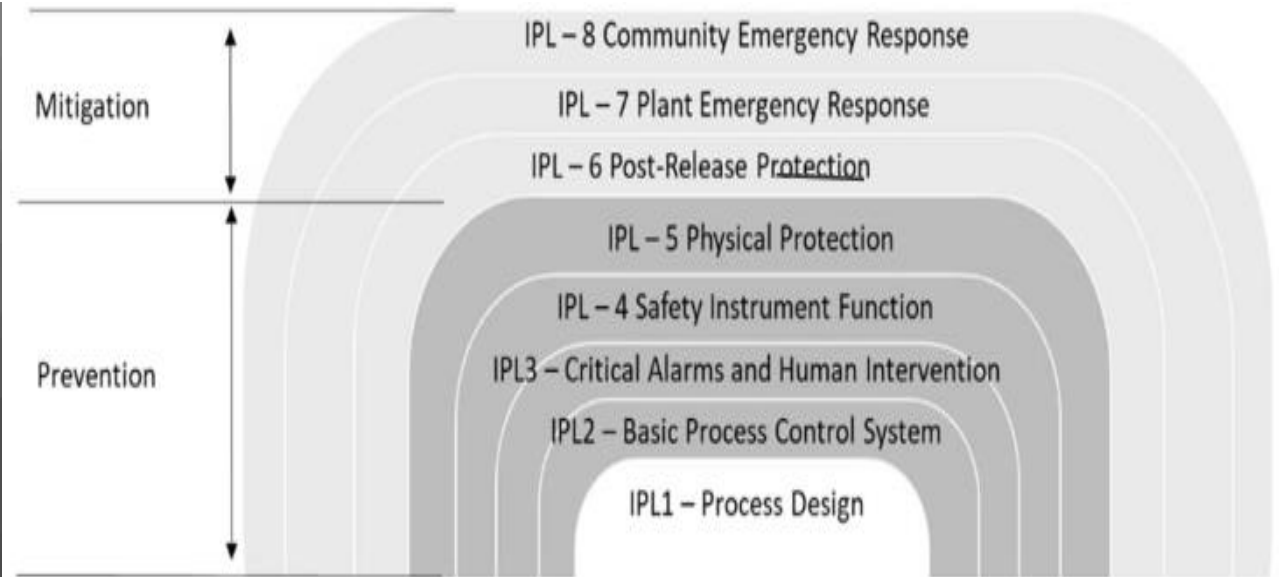 IPL – 8 Community Emergency Response
Mitigation
IPL – 7 Plant Emergency Response
IPL – 6 Post-Release Protection
IPL – 5 Physical Protection
IPL – 4 Safety Instrument Function
Prevention
IPL3 – Critical Alarms and Human Intervention
IPL2 – Basic Process Control System
IPL1 – Process Design